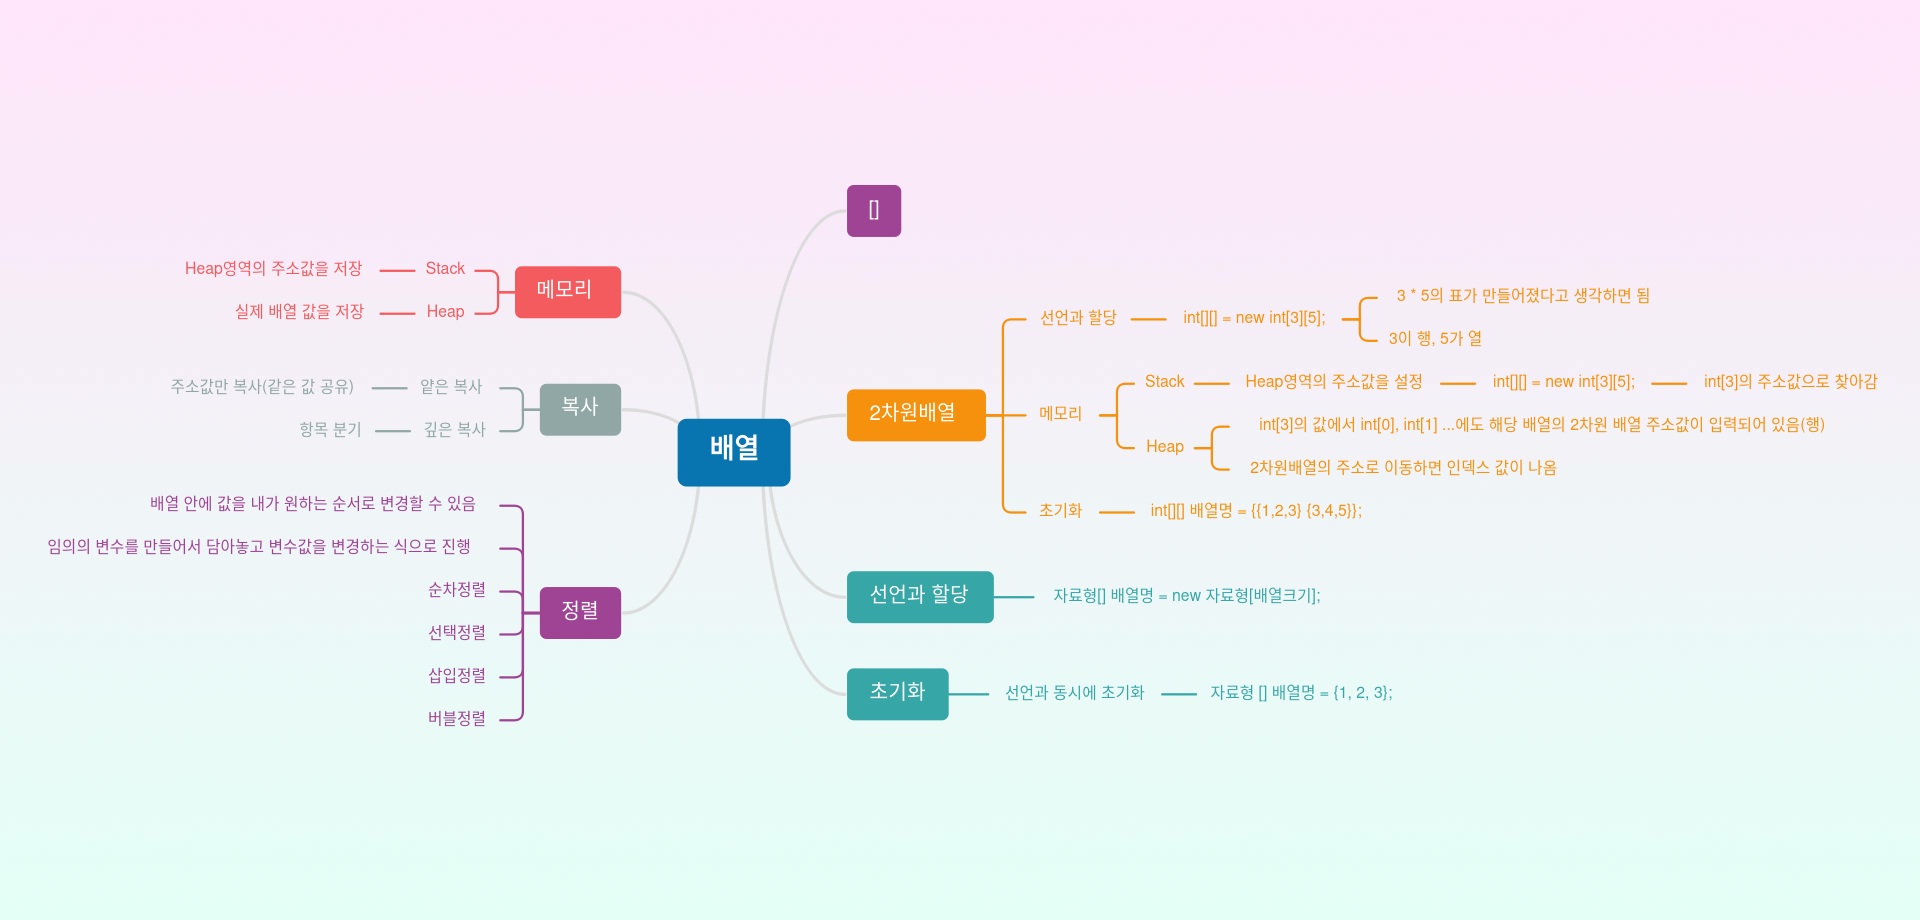 배열
[]
2차원배열
선언과 할당
int[][] = new int[3][5];
3 * 5의 표가 만들어졌다고 생각하면 됨
3이 행, 5가 열
메모리
Stack
Heap영역의 주소값을 설정
int[][] = new int[3][5];
int[3]의 주소값으로 찾아감
Heap
int[3]의 값에서 int[0], int[1] ...에도 해당 배열의 2차원 배열 주소값이 입력되어 있음(행)
2차원배열의 주소로 이동하면 인덱스 값이 나옴
초기화
int[][] 배열명 = {{1,2,3} {3,4,5}};
선언과 할당
자료형[] 배열명 = new 자료형[배열크기];
초기화
선언과 동시에 초기화
자료형 [] 배열명 = {1, 2, 3};
메모리
Stack
Heap영역의 주소값을 저장
Heap
실제 배열 값을 저장
복사
얕은 복사
주소값만 복사(같은 값 공유)
깊은 복사
항목 분기
정렬
배열 안에 값을 내가 원하는 순서로 변경할 수 있음
임의의 변수를 만들어서 담아놓고 변수값을 변경하는 식으로 진행
순차정렬
선택정렬
삽입정렬
버블정렬